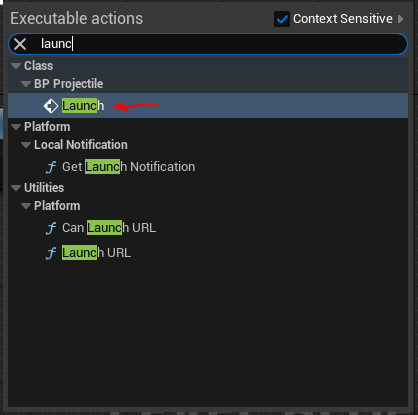 Executable actions
Context Sensitive
launc
Class
BP Projectile
Launch
Platform
Local Notification
f Get Launch Notification
Utilities
Platform
f Can Launch URL
f Launch URL